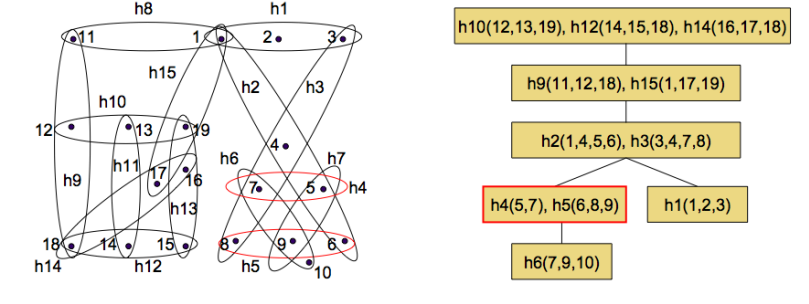 h8 h1
11 1 2 3
h15 h2 h3
h10
12 13 19 4
h11 h6 h7
17 16
h9 7 5 h4
h13
18 14 15 8 9 6
h14 h12 h5 10
h10(12,13,19), h12(14,15,18), h14(16,17,18)
h9(11,12,18), h15(1,17,19)
h2(1,4,5,6), h3(3,4,7,8)
h4(5,7), h5(6,8,9) h1(1,2,3)
h6(7,9,10)